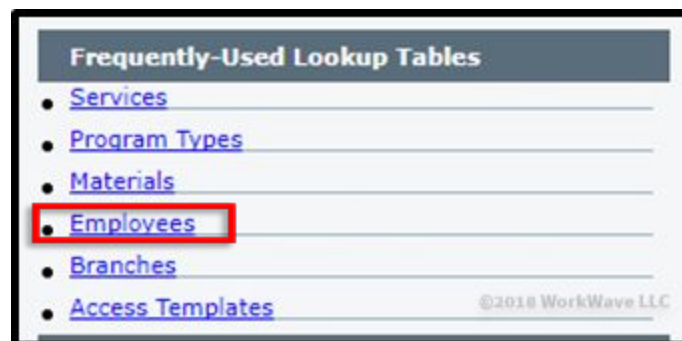 Frequently-Used Lookup Tables
Services
Program Types
Materials
Employees
Branches
Access Templates
©2018 WorkWave LLC